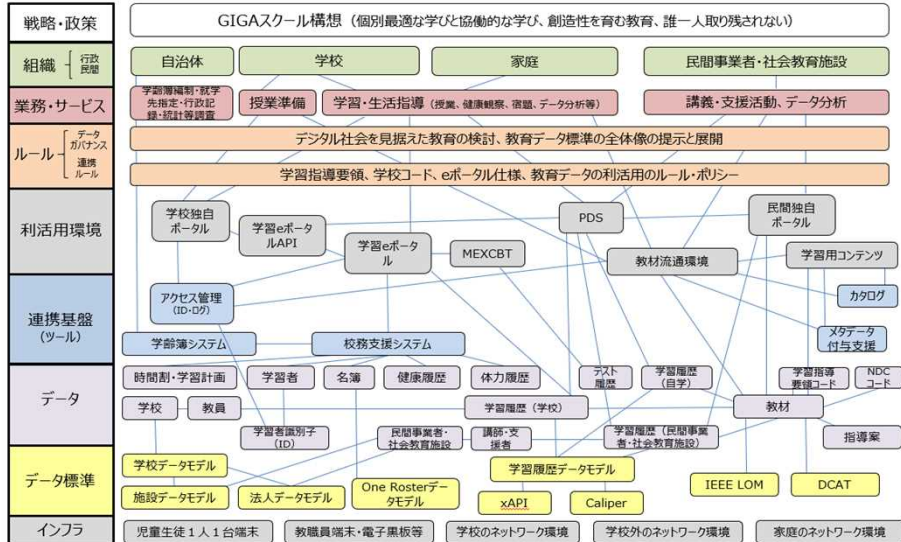 戦略・政策
GIGAスクール構想（個別最適な学びと協働的な学び、創造性を育む教育、誰一人取り残されない）
組織
行政
民間
自治体
学校
家庭
民間事業者・社会教育施設
業務・サービス
学齢簿編制・就学
先指定・行政記
録・統計等調査
授業準備
学習・生活指導（授業、健康観察、宿題、データ分析等）
講義・支援活動、データ分析
ルール
データ
ガバナンス
連携
ルール
デジタル社会を見据えた教育の検討、教育データ標準の全体像の提示と展開
学習指導要領、学校コード、eポータル仕様、教育データの利活用のルール・ポリシー
利活用環境
学校独自
ポータル
学習eポータ
ルAPI
学習eポータ
ル
MEXCBT
PDS
民間独自
ポータル
教材流通環境
学習用コンテンツ
連携基盤
（ツール）
アクセス管理
（ID・ログ）
カタログ
メタデータ
付与支援
学齢簿システム
校務支援システム
データ
時間割・学習計画
学習者
名簿
健康履歴
体力履歴
テスト
履歴
学習履歴
（自学）
学習指導
要領コード
NDC
コード
学校
教員
学習履歴（学校）
教材
学習者識別子
（ID）
民間事業者・
社会教育施設
講師・支
援者
学習履歴（民間事業
者・社会教育施設）
指導案
データ標準
学校データモデル
学習履歴データモデル
施設データモデル
法人データモデル
One Rosterデー
タモデル
xAPI
Caliper
IEEE LOM
DCAT
インフラ
児童生徒１人１台端末
教職員端末・電子黒板等
学校のネットワーク環境
学校外のネットワーク環境
家庭のネットワーク環境